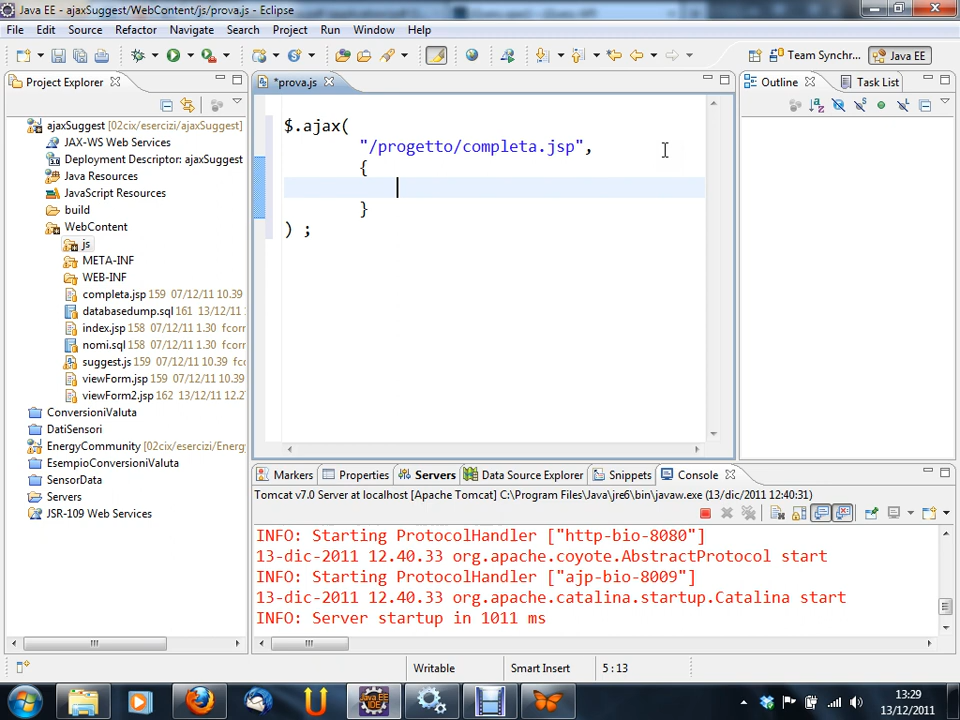 Java EE - ajaxSuggest/WebContent/js/prova.js - Eclipse
File Edit Source Refactor Navigate Search Project Run Window Help
Team Synchr... Java EE
Project Explorer
*prova.js
Outline Task List
ajaxSuggest [02cix/esercizi/ajaxSuggest]
JAX-WS Web Services
Deployment Descriptor: ajaxSuggest
Java Resources
JavaScript Resources
build
WebContent
js
META-INF
WEB-INF
completa.jsp 159 07/12/11 10.39
databasedump.sql 161 13/12/11
index.jsp 158 07/12/11 1.30 fcorn
nomi.sql 158 07/12/11 1.30 fcorr
suggest.js 159 07/12/11 10.39 fc
viewForm.jsp 159 07/12/11 10.39
viewForm2.jsp 162 13/12/11 12.2
ConversioniValuta
DatiSensori
EnergyCommunity [02cix/esercizi/Energ
EsempioConversioniValuta
SensorData
Servers
JSR-109 Web Services
$.ajax(
"/progetto/completa.jsp",
{
}
) ;
Markers Properties Servers Data Source Explorer Snippets Console
Tomcat v7.0 Server at localhost [Apache Tomcat] C:\Program Files\Java\jre6\bin\javaw.exe (13/dic/2011 12:40:31)
INFO: Starting ProtocolHandler ["http-bio-8080"]
13-dic-2011 12.40.33 org.apache.coyote.AbstractProtocol start
INFO: Starting ProtocolHandler ["ajp-bio-8009"]
13-dic-2011 12.40.33 org.apache.catalina.startup.Catalina start
INFO: Server startup in 1011 ms
Writable Smart Insert 5 : 13
13:29
13/12/2011